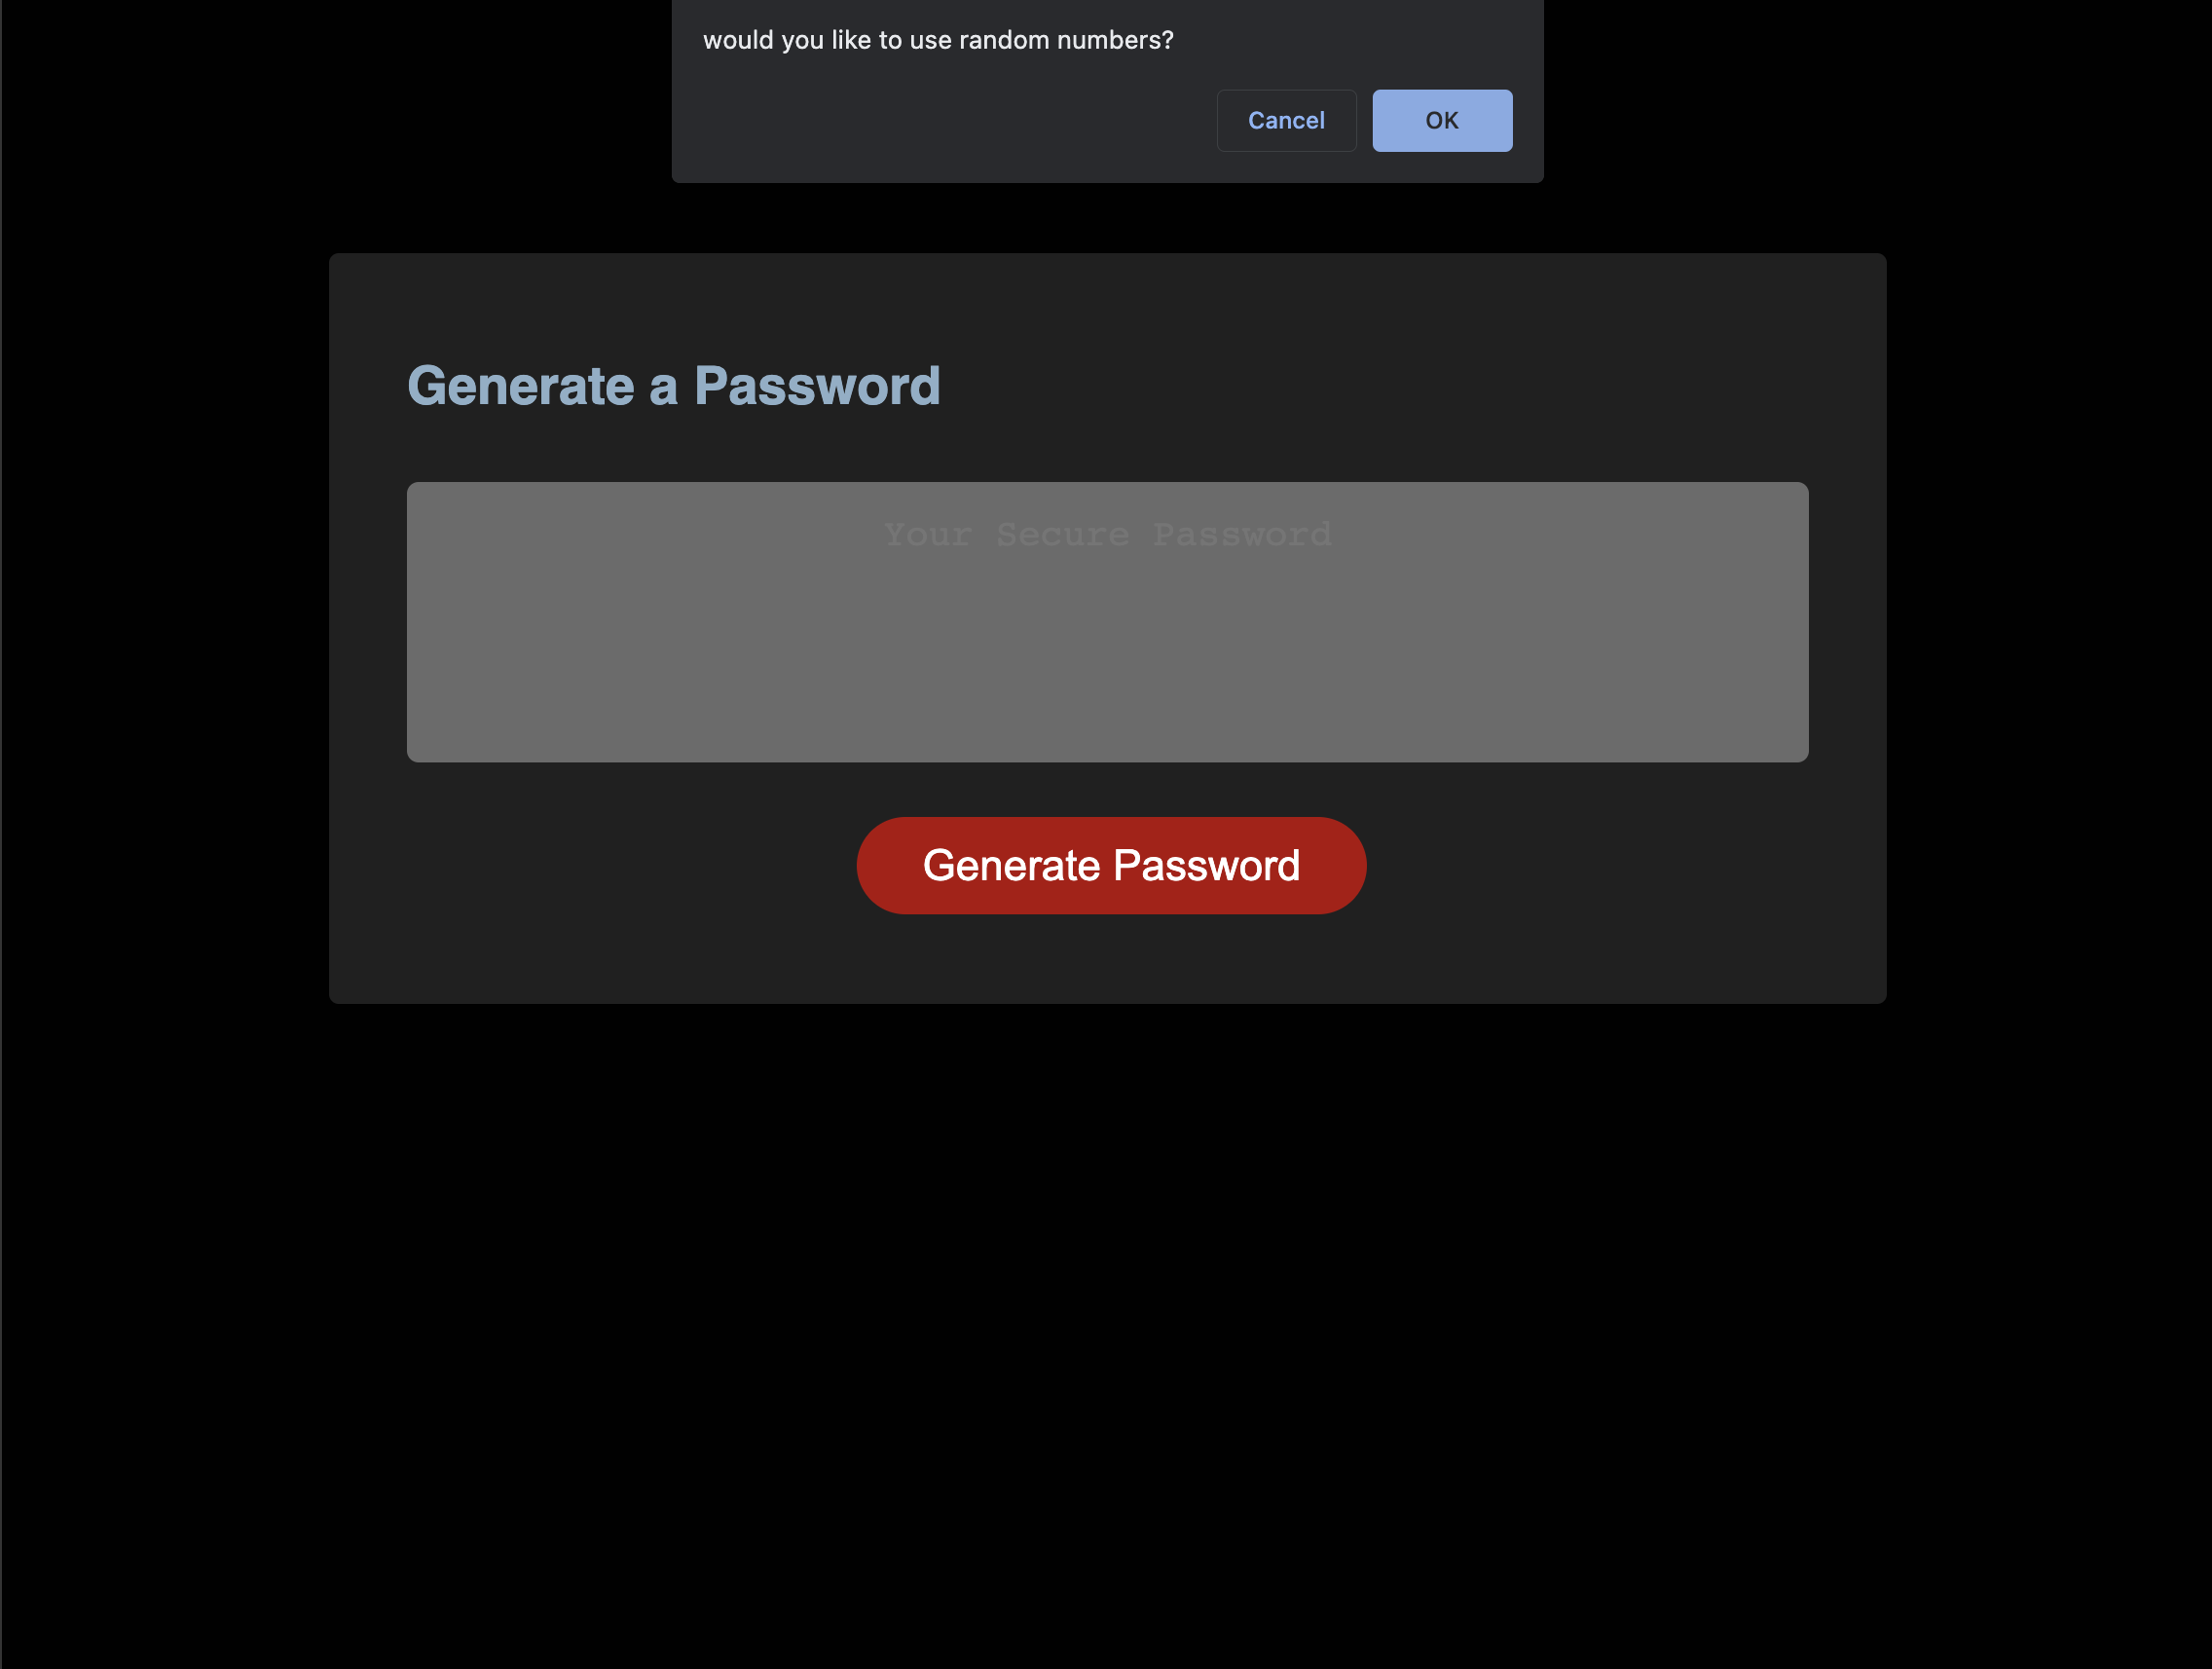 would you like to use random numbers?
Cancel OK
Generate a Password
Your Secure Password
Generate Password